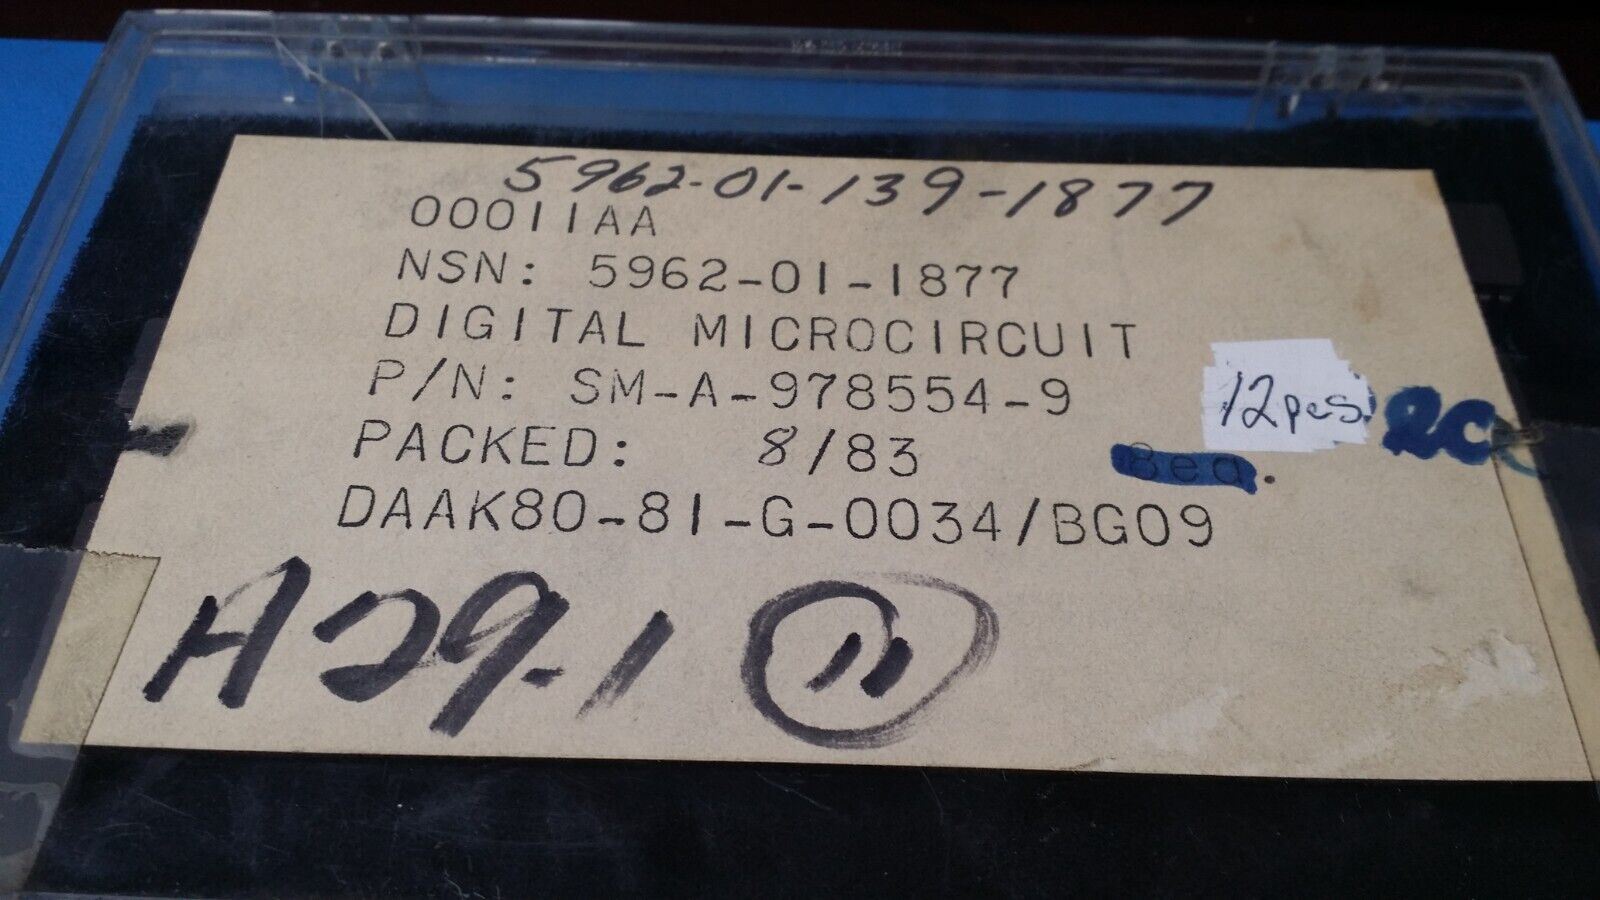 5962-01-139-1877
00011AA
NSN: 5962-01-1877
DIGITAL MICROCIRCUIT
P/N: SM-A-978554-9
12pcs.
PACKED: 8/83
DAAK80-81-G-0034/BG09
A29-1 11